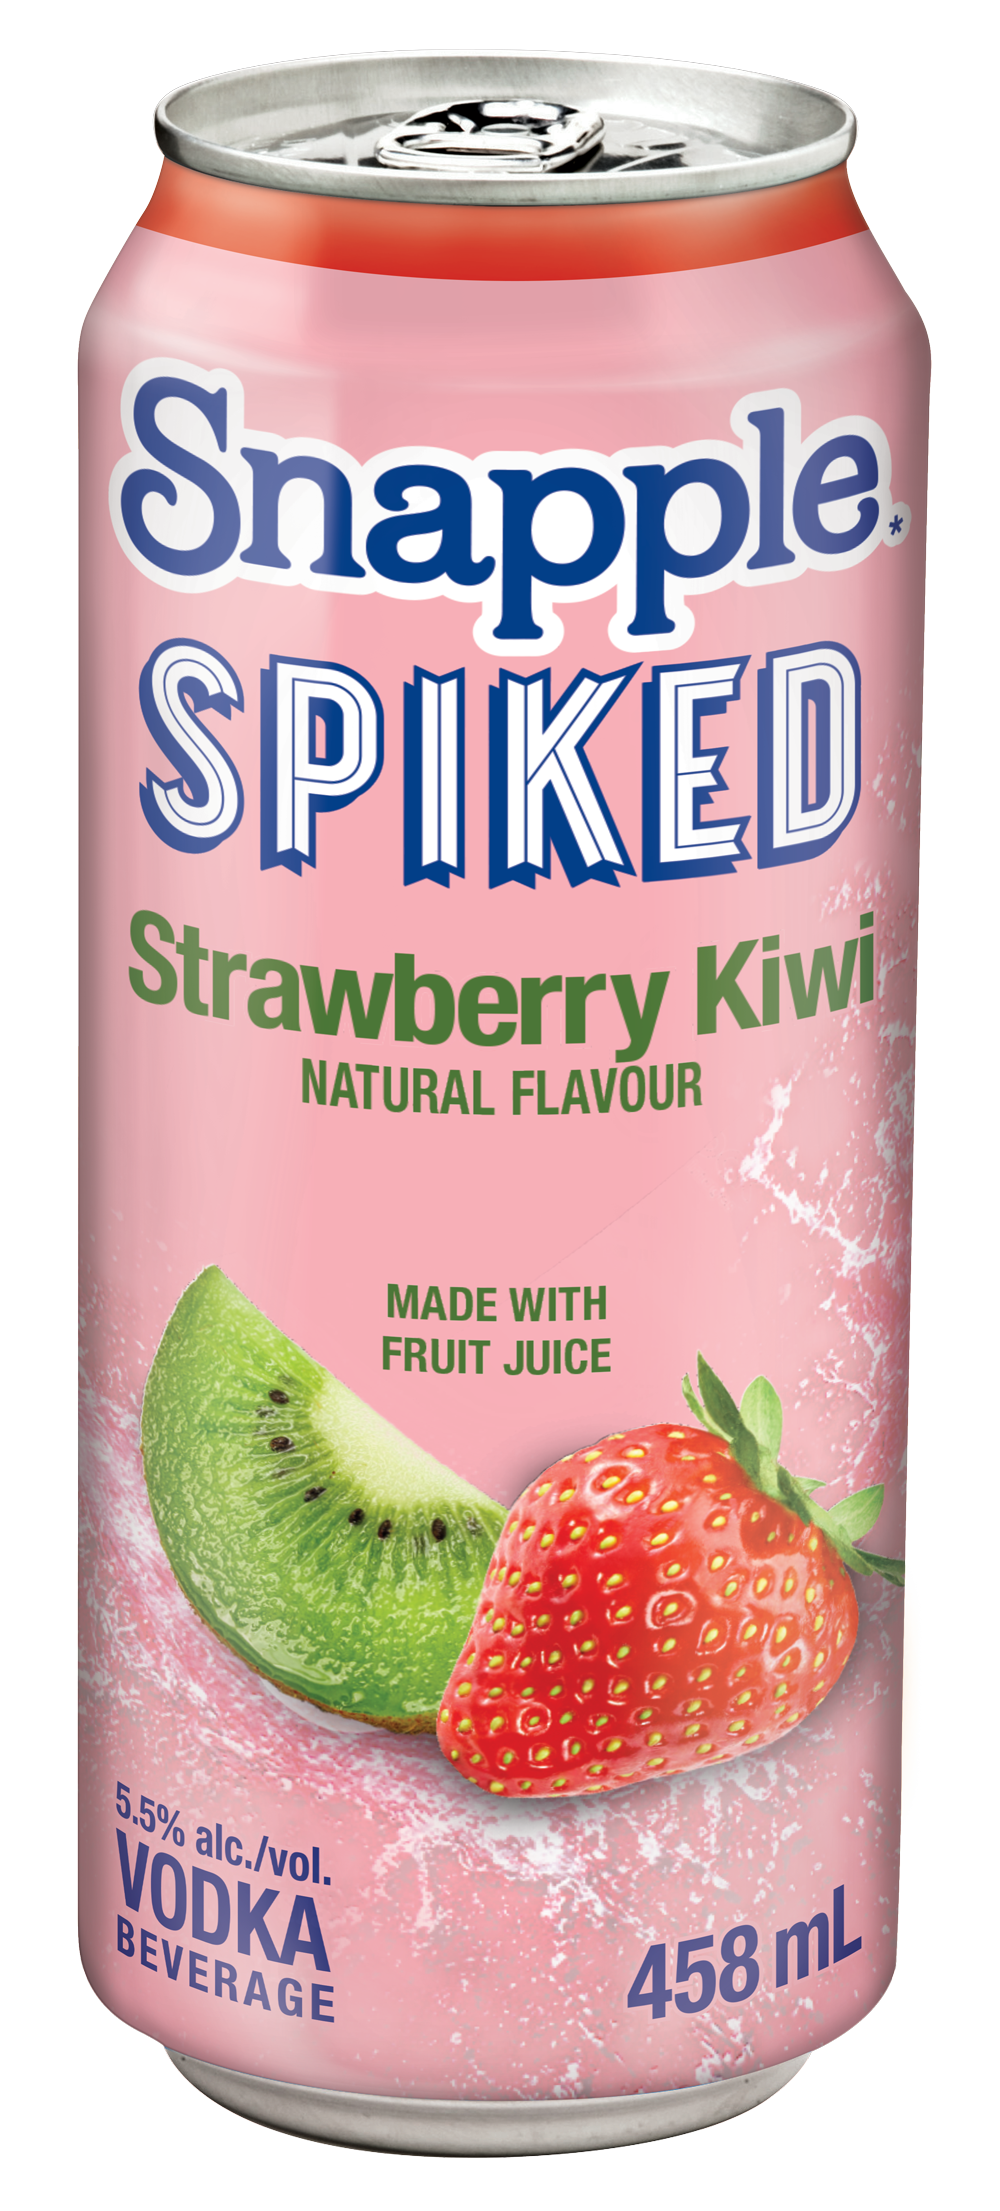 Snapple.*
SPIKED
Strawberry Kiwi
NATURAL FLAVOUR
MADE WITH
FRUIT JUICE
5.5% alc./vol.
VODKA
BEVERAGE
458 mL